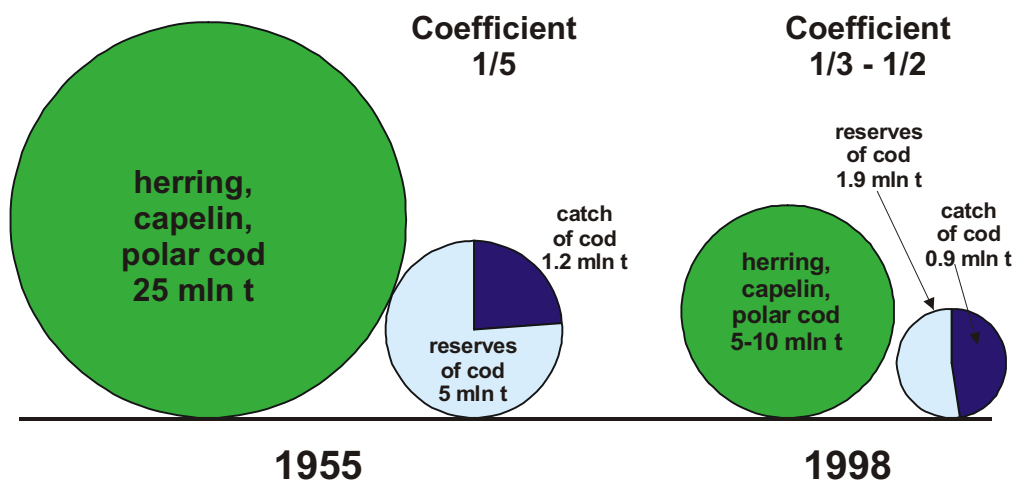 Coefficient
1/5
Coefficient
1/3 - 1/2
herring,
capelin,
polar cod
25 mln t
catch
of cod
1.2 mln t
reserves
of cod
5 mln t
reserves
of cod
1.9 mln t
catch
of cod
0.9 mln t
herring,
capelin,
polar cod
5-10 mln t
1955
1998